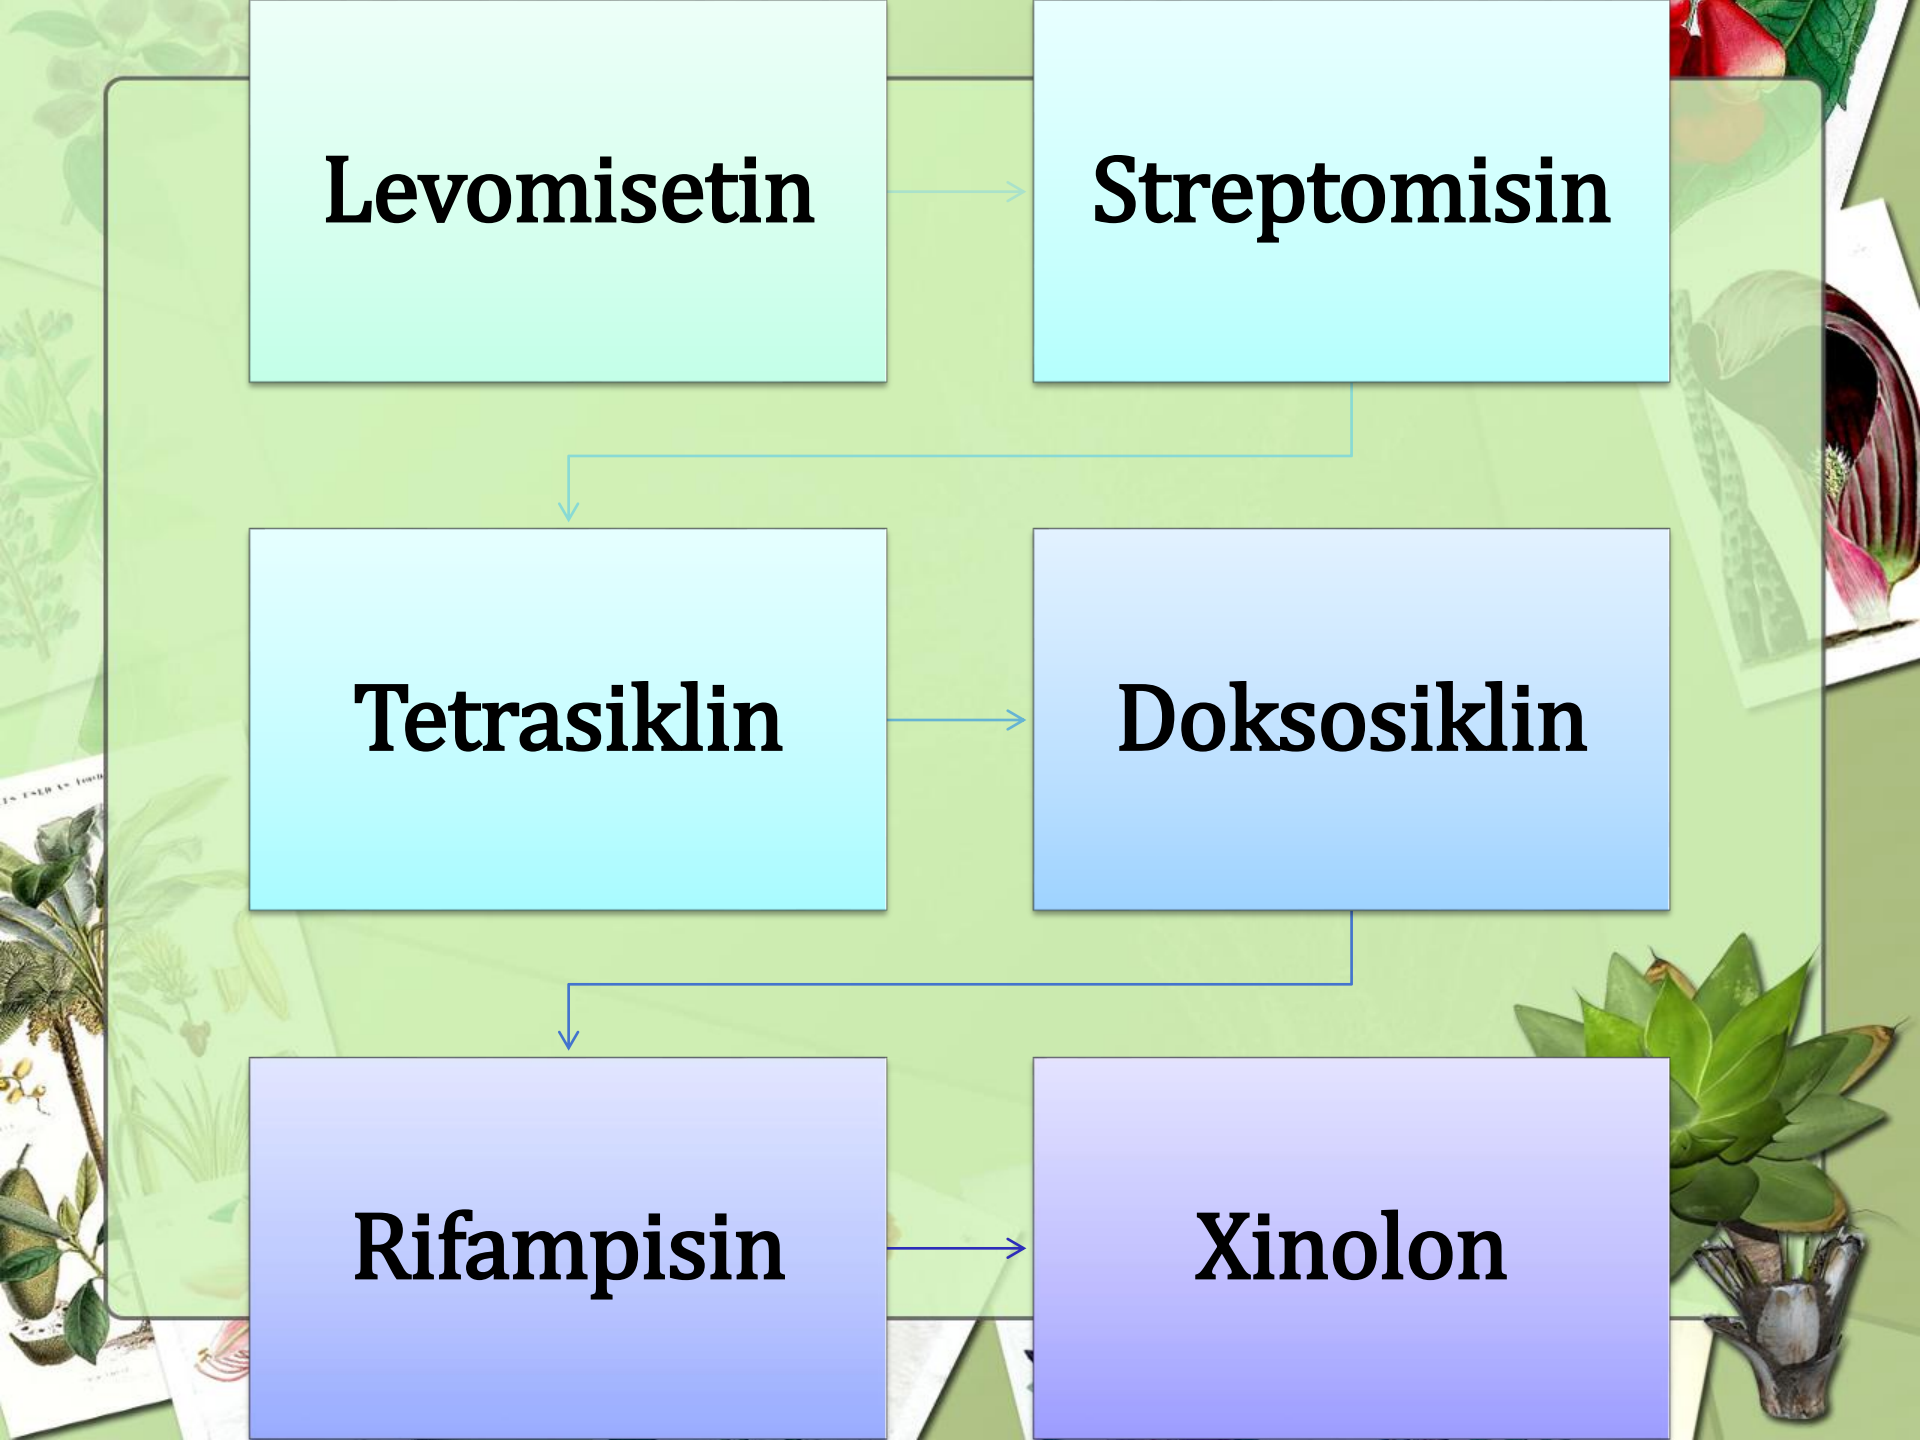 Levomisetin
Streptomisin
Tetrasiklin
Doksosiklin
Rifampisin
Xinolon